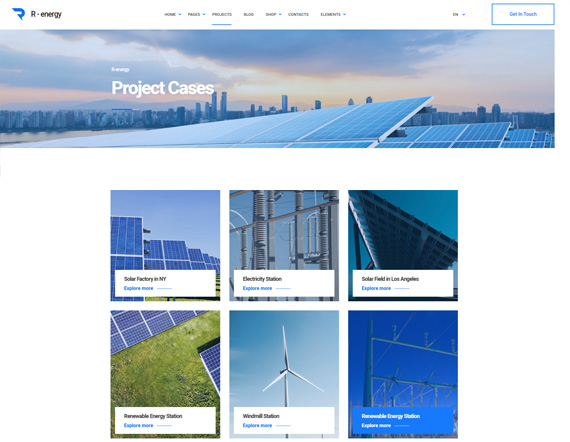 R - energy
HOME PAGES PROJECTS BLOG SHOP CONTACTS ELEMENTS EN Get In Touch
R-energy
Project Cases
Solar Factory in NY
Explore more
Electricity Station
Explore more
Solar Field in Los Angeles
Explore more
Renewable Energy Station
Explore more
Windmill Station
Explore more
Renewable Energy Station
Explore more